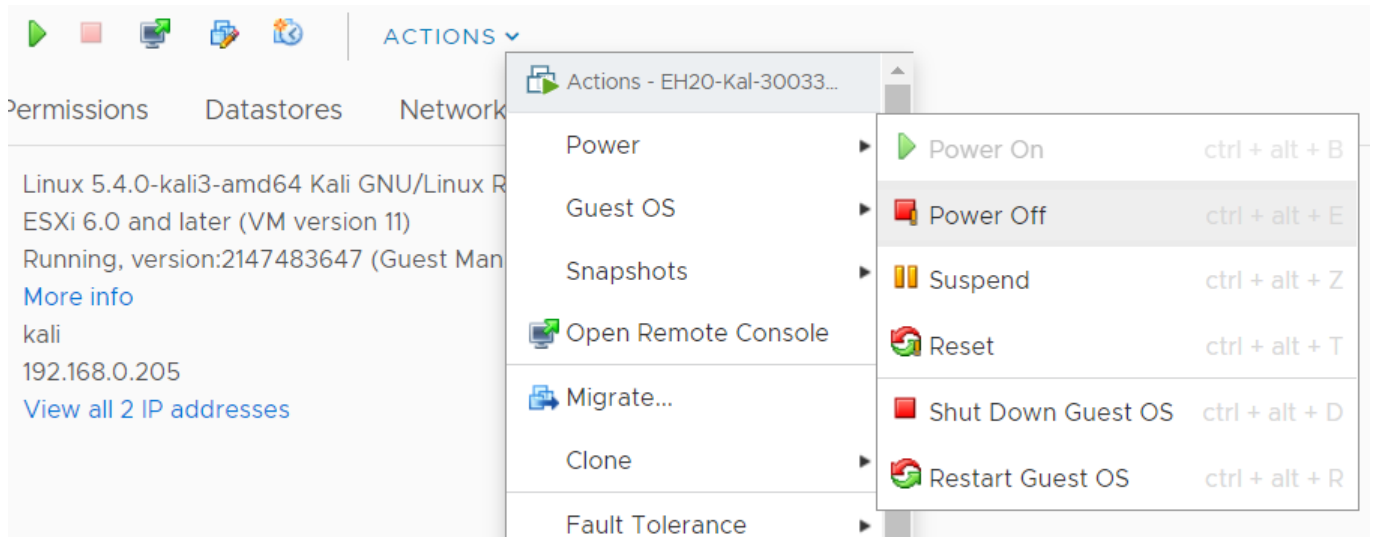 ACTIONS
Actions - EH20-Kal-30033...
Permissions Datastores Network
Power
Guest OS
Snapshots
Open Remote Console
Migrate...
Clone
Fault Tolerance
Power On ctrl + alt + B
Power Off ctrl + alt + E
Suspend ctrl + alt + Z
Reset ctrl + alt + T
Shut Down Guest OS ctrl + alt + D
Restart Guest OS ctrl + alt + R
Linux 5.4.0-kali3-amd64 Kali GNU/Linux R
ESXi 6.0 and later (VM version 11)
Running, version:2147483647 (Guest Man
More info
kali
192.168.0.205
View all 2 IP addresses